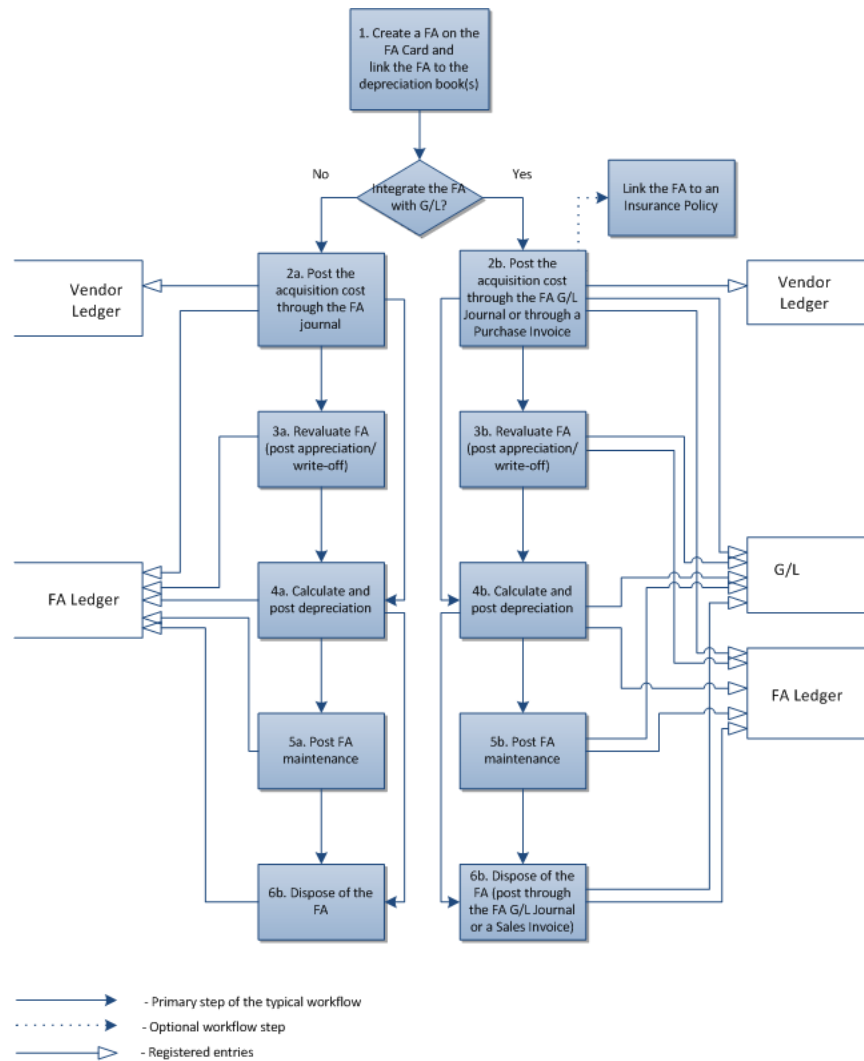 1. Create a FA on the
FA Card and
link the FA to the
depreciation book(s)
No
Yes
Integrate the FA
with G/L?
Link the FA to an
Insurance Policy
Vendor
Ledger
2a. Post the
acquisition cost
through the FA
journal
2b. Post the
acquisition cost
through the FA G/L
Journal or through a
Purchase Invoice
Vendor
Ledger
3a. Revaluate FA
(post appreciation/
write-off)
3b. Revaluate FA
(post appreciation/
write-off)
FA Ledger
4a. Calculate and
post depreciation
4b. Calculate and
post depreciation
G/L
FA Ledger
5a. Post FA
maintenance
5b. Post FA
maintenance
6b. Dispose of the
FA
6b. Dispose of the
FA (post through
the FA G/L Journal
or a Sales Invoice)
- Primary step of the typical workflow
- Optional workflow step
- Registered entries